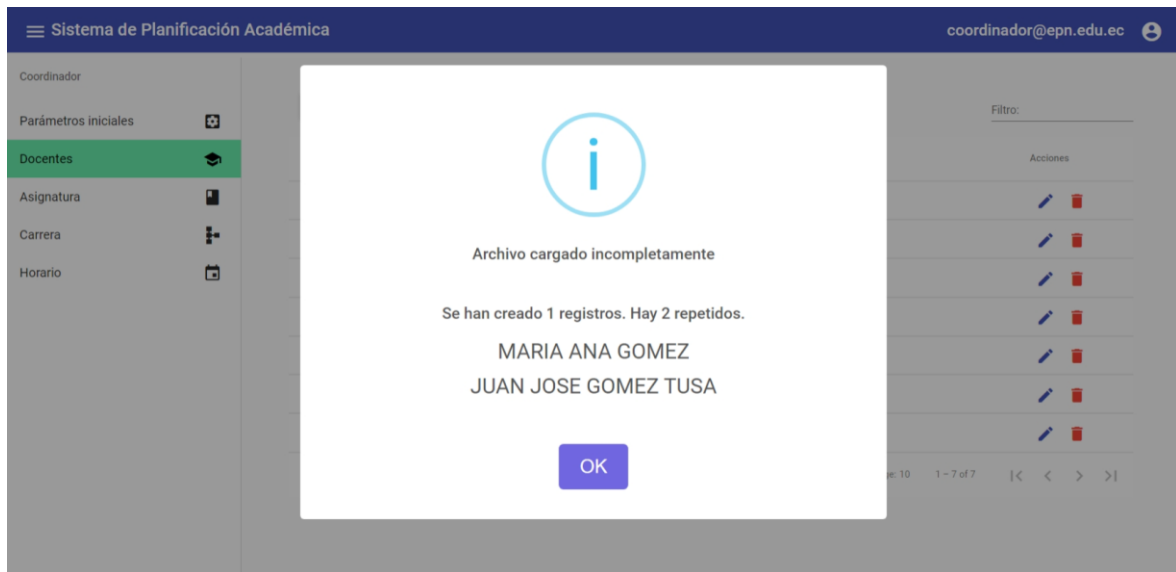 Sistema de Planificación Académica
coordinador@epn.edu.ec
Coordinador
Parámetros iniciales
Docentes
Asignatura
Carrera
Horario
Filtro:
Acciones
Archivo cargado incompletamente
Se han creado 1 registros. Hay 2 repetidos.
MARIA ANA GOMEZ
JUAN JOSE GOMEZ TUSA
OK
10 1 – 7 of 7